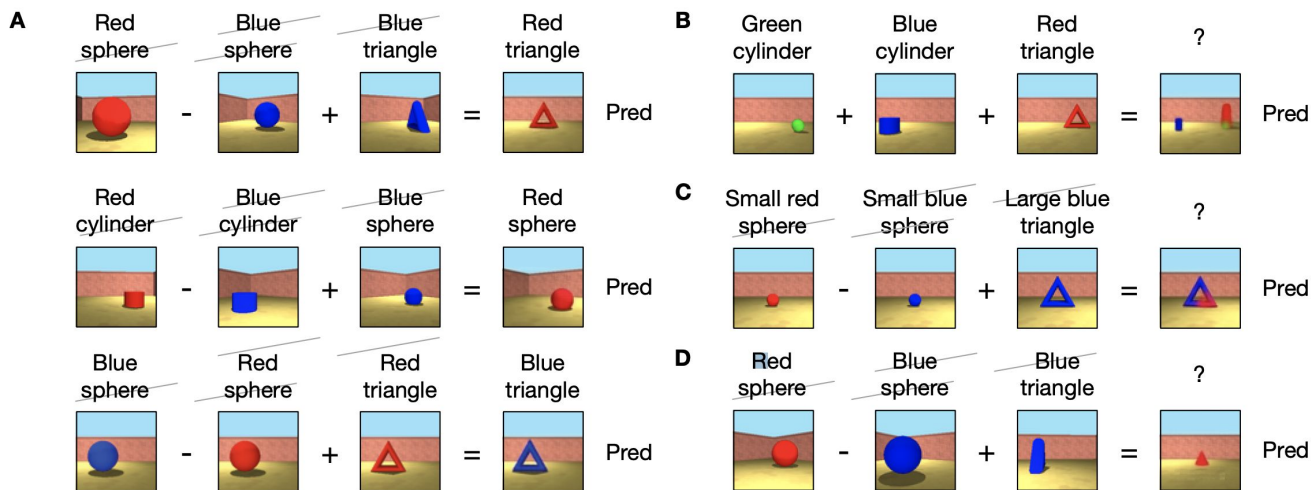 A
Red sphere - Blue sphere + Blue triangle = Red triangle Pred
Red cylinder - Blue cylinder + Blue sphere = Red sphere Pred
Blue sphere - Red sphere + Red triangle = Blue triangle Pred
B
Green cylinder + Blue cylinder + Red triangle = ? Pred
C
Small red sphere - Small blue sphere + Large blue triangle = ? Pred
D
Red sphere - Blue sphere + Blue triangle = ? Pred